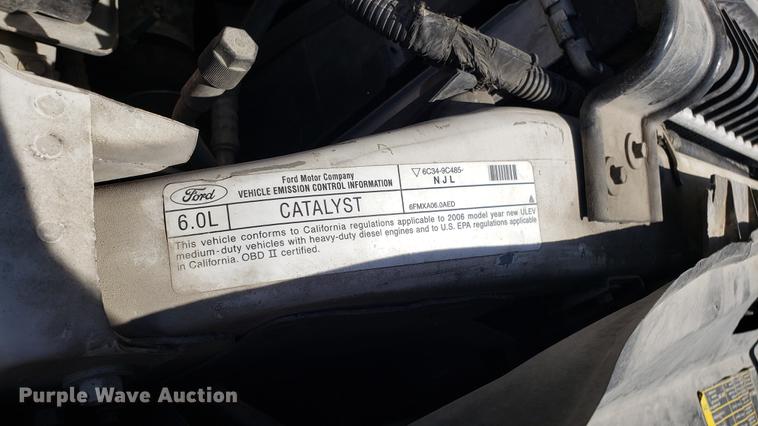 Ford
Ford Motor Company
VEHICLE EMISSION CONTROL INFORMATION
6C34-9C485-
NJL
6.0L
CATALYST
6FMXA06.0AED
This vehicle conforms to California regulations applicable to 2006 model year new ULEV
medium-duty vehicles with heavy-duty diesel engines and to U.S. EPA regulations applicable
in California. OBD II certified.
Purple Wave Auction